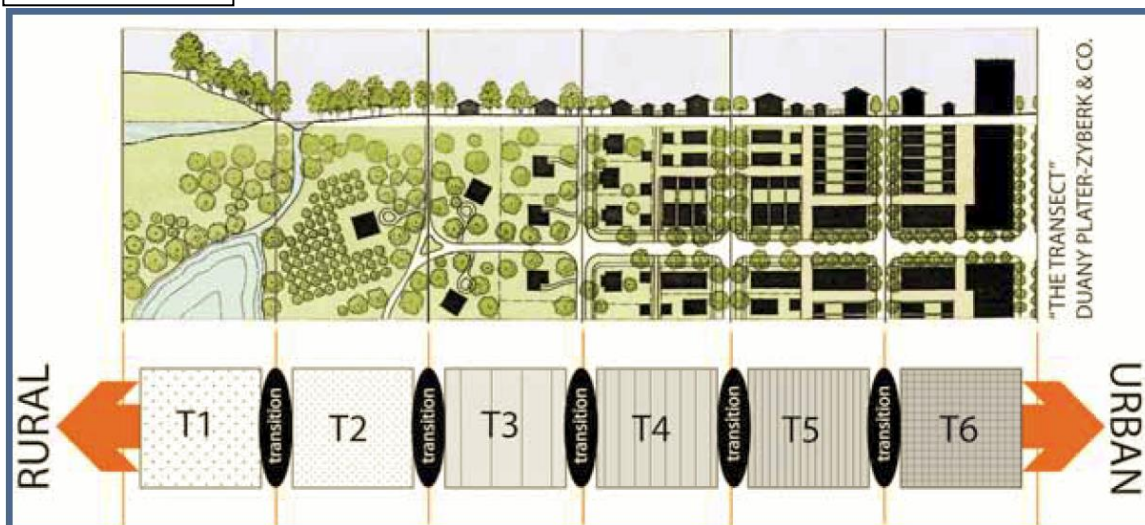 "THE TRANSECT"
DUANY PLATER-ZYBERK & CO.
RURAL
T1
transition
T2
transition
T3
transition
T4
transition
T5
transition
T6
URBAN